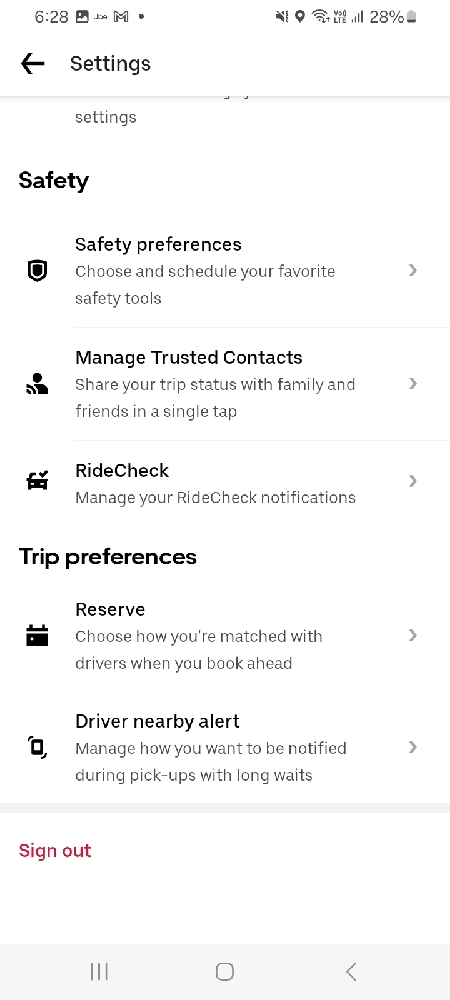 6:28
28%
Settings
settings
Safety
Safety preferences
Choose and schedule your favorite
safety tools
Manage Trusted Contacts
Share your trip status with family and
friends in a single tap
RideCheck
Manage your RideCheck notifications
Trip preferences
Reserve
Choose how you're matched with
drivers when you book ahead
Driver nearby alert
Manage how you want to be notified
during pick-ups with long waits
Sign out